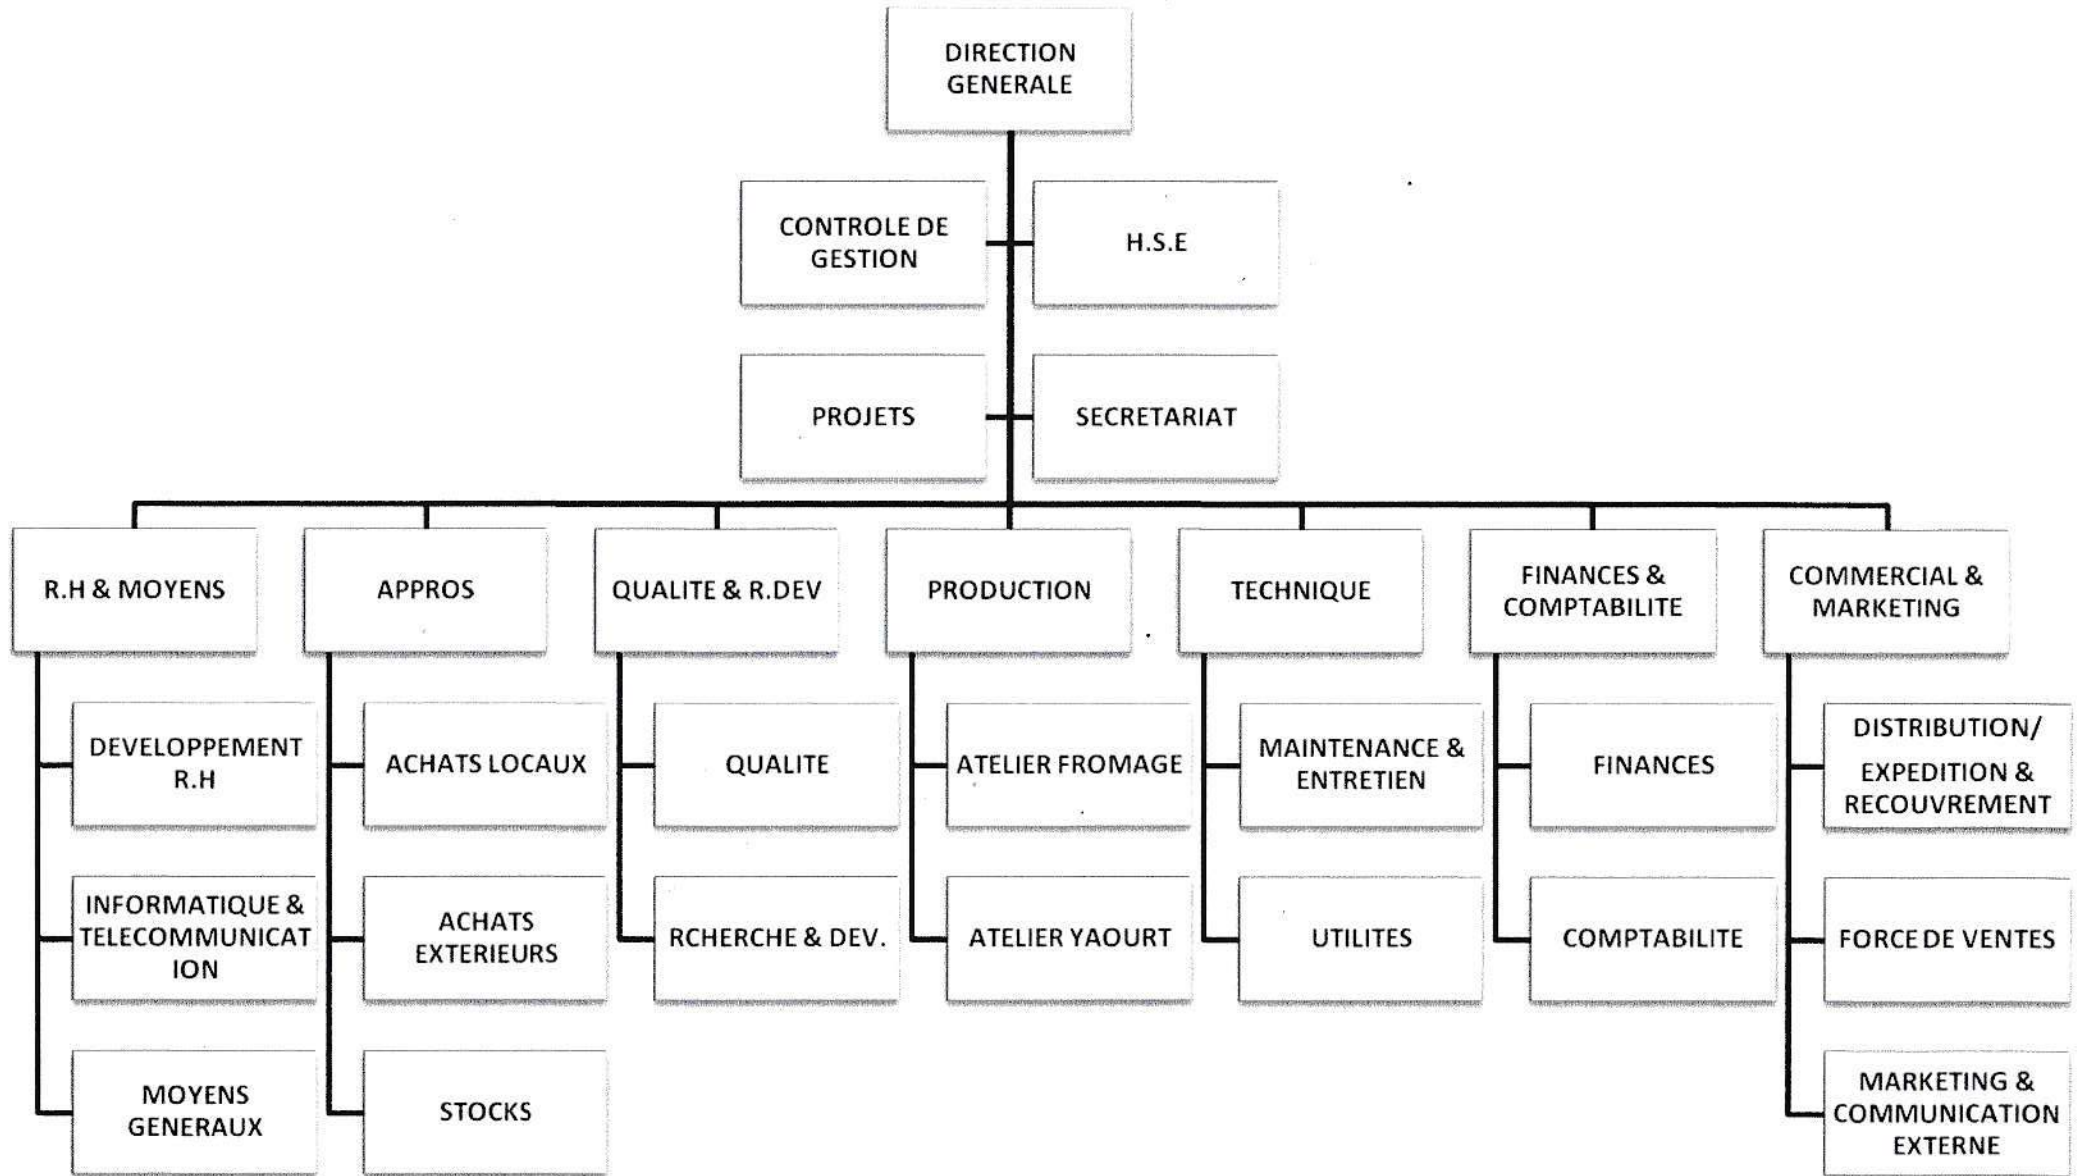 DIRECTION
GENERALE
CONTROLE DE
GESTION
H.S.E
PROJETS
SECRETARIAT
R.H & MOYENS
APPROS
QUALITE & R.DEV
PRODUCTION
TECHNIQUE
FINANCES &
COMPTABILITE
COMMERCIAL &
MARKETING
DEVELOPPEMENT
R.H
ACHATS LOCAUX
QUALITE
ATELIER FROMAGE
MAINTENANCE &
ENTRETIEN
FINANCES
DISTRIBUTION/
EXPEDITION &
RECOUVREMENT
INFORMATIQUE &
TELECOMMUNICAT
ION
ACHATS
EXTERIEURS
RCHERCHE & DEV.
ATELIER YAOURT
UTILITES
COMPTABILITE
FORCE DE VENTES
MOYENS
GENERAUX
STOCKS
MARKETING &
COMMUNICATION
EXTERNE